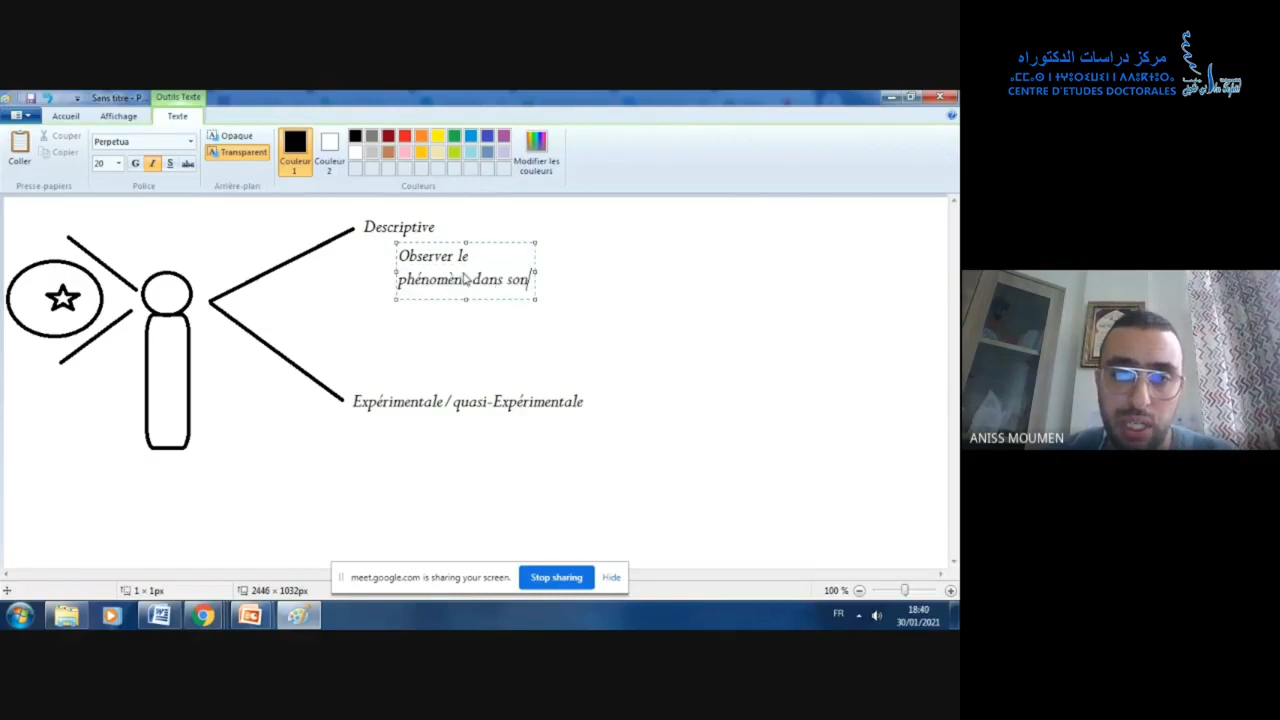 مركز دراسات الدكتوراه
CENTRE D'ETUDES DOCTORALES
Sans titre - P...
Outils Texte
Accueil
Affichage
Texte
Coller
Couper
Copier
Presse-papiers
Perpetua
20
G I S abc
Police
Opaque
Transparent
Arrière-plan
Couleur 1
Couleur 2
Modifier les couleurs
Couleurs
Descriptive
Observer le
phénomèn dans son
Expérimentale / quasi-Expérimentale
ANISS MOUMEN
meet.google.com is sharing your screen.
Stop sharing
Hide
1 × 1px
2446 × 1032px
100 %
FR
18:40
30/01/2021